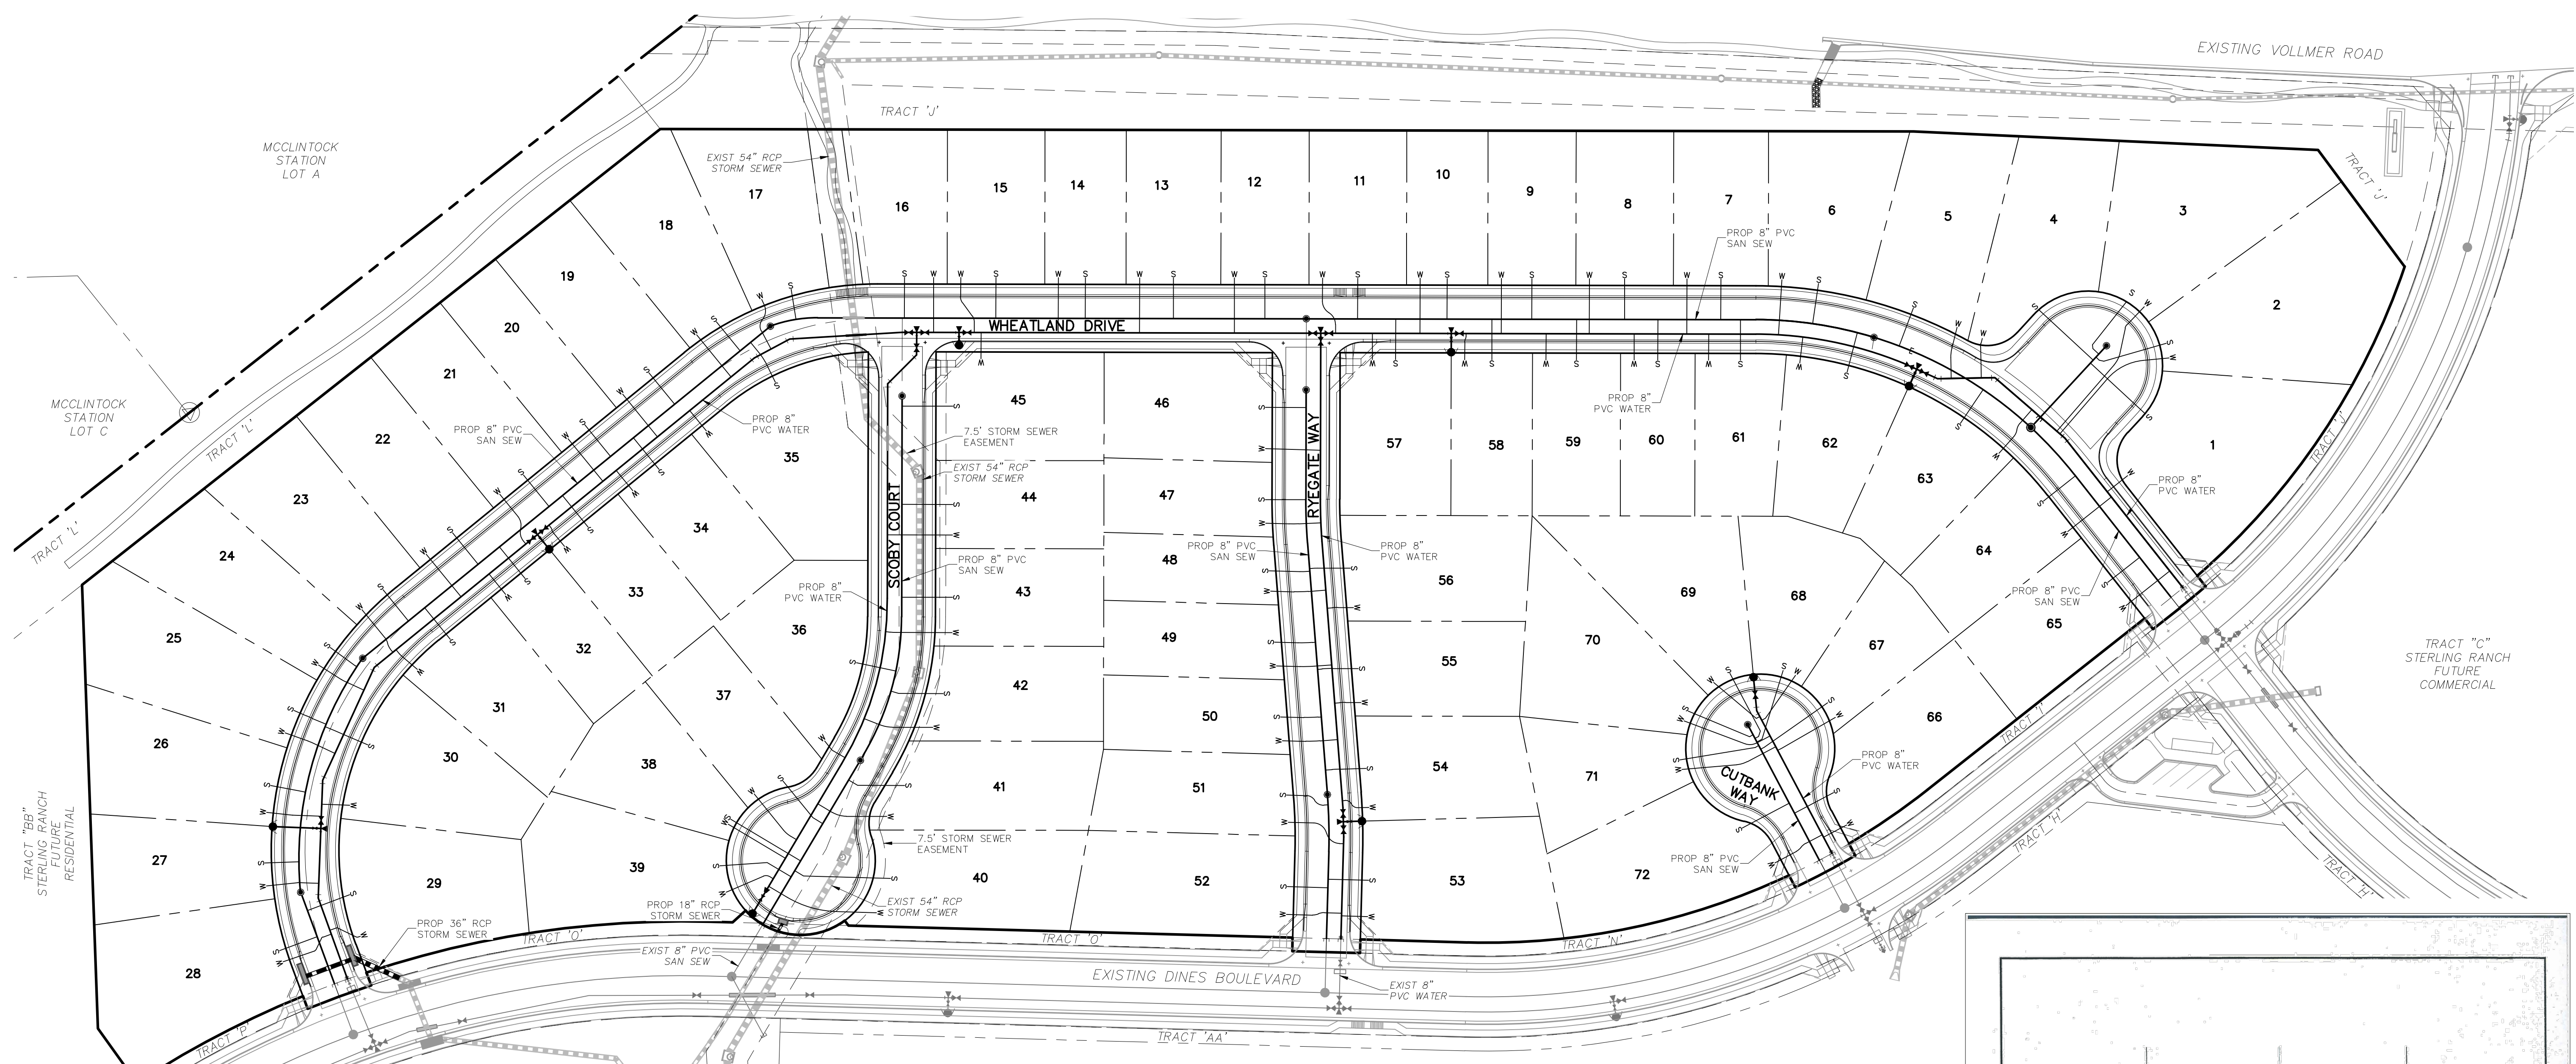 EXISTING VOLLMER ROAD
TRACT 'J'
MCCLINTOCK
STATION
LOT A
EXIST 54" RCP
STORM SEWER
TRACT 'J'
17
16
15
14
13
12
11
10
9
8
7
6
5
4
3
2
1
18
19
20
21
22
23
24
25
26
27
28
PROP 8" PVC
SAN SEW
WHEATLAND DRIVE
MCCLINTOCK
STATION
LOT C
TRACT 'L'
TRACT 'L'
PROP 8" PVC
SAN SEW
PROP 8"
PVC WATER
PROP 8"
PVC WATER
7.5' STORM SEWER
EASEMENT
EXIST 54" RCP
STORM SEWER
SCOBY COURT
RYEGATE WAY
45
46
57
58
59
60
61
62
63
35
44
47
34
33
32
31
30
29
43
48
36
49
37
42
50
38
41
51
39
40
52
PROP 8" PVC
SAN SEW
PROP 8"
PVC WATER
PROP 8" PVC
SAN SEW
PROP 8"
PVC WATER
56
55
54
53
69
68
70
67
64
65
66
71
72
PROP 8"
PVC WATER
PROP 8" PVC
SAN SEW
TRACT 'J'
TRACT "C"
STERLING RANCH
FUTURE
COMMERCIAL
CUTBANK
WAY
PROP 8"
PVC WATER
PROP 8" PVC
SAN SEW
TRACT 'I'
TRACT 'H'
TRACT 'H'
TRACT "BB"
STERLING RANCH
FUTURE
RESIDENTIAL
7.5' STORM SEWER
EASEMENT
PROP 18" RCP
STORM SEWER
EXIST 54" RCP
STORM SEWER
PROP 36" RCP
STORM SEWER
TRACT 'O'
TRACT 'O'
TRACT 'N'
EXIST 8" PVC
SAN SEW
EXISTING DINES BOULEVARD
EXIST 8"
PVC WATER
TRACT 'P'
TRACT 'AA'